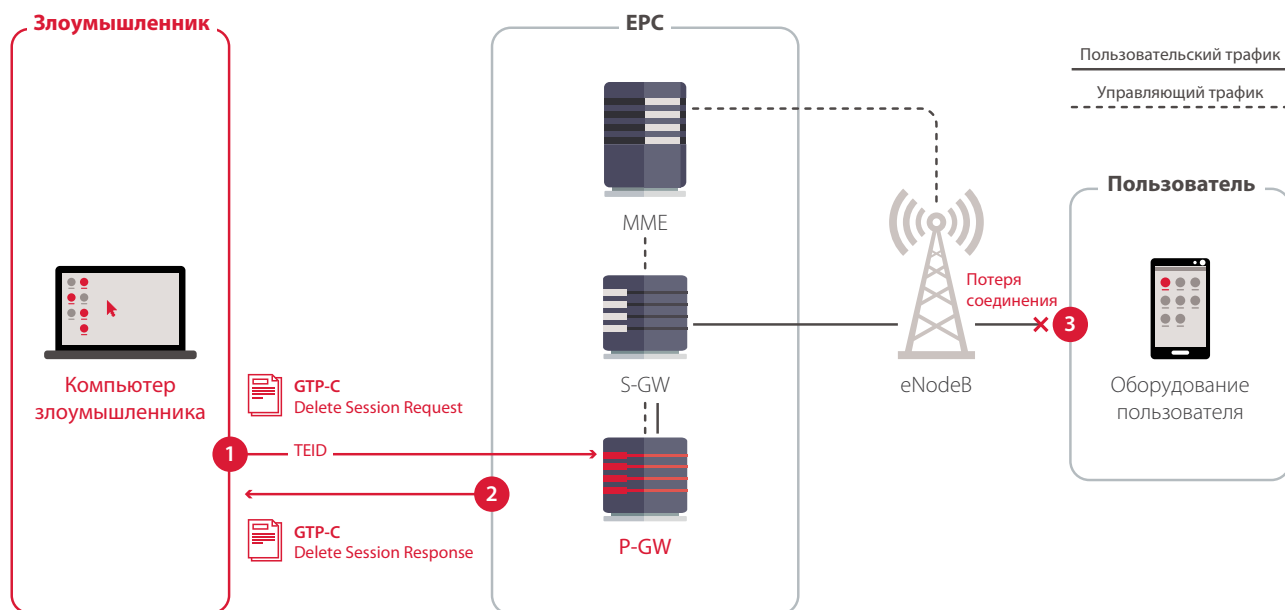 Злоумышленник
EPC
Пользовательский трафик
Управляющий трафик
Пользователь
MME
Потеря
соединения
3
Компьютер
злоумышленника
GTP-C
Delete Session Request
S-GW
eNodeB
Оборудование
пользователя
1
TEID
2
GTP-C
Delete Session Response
P-GW